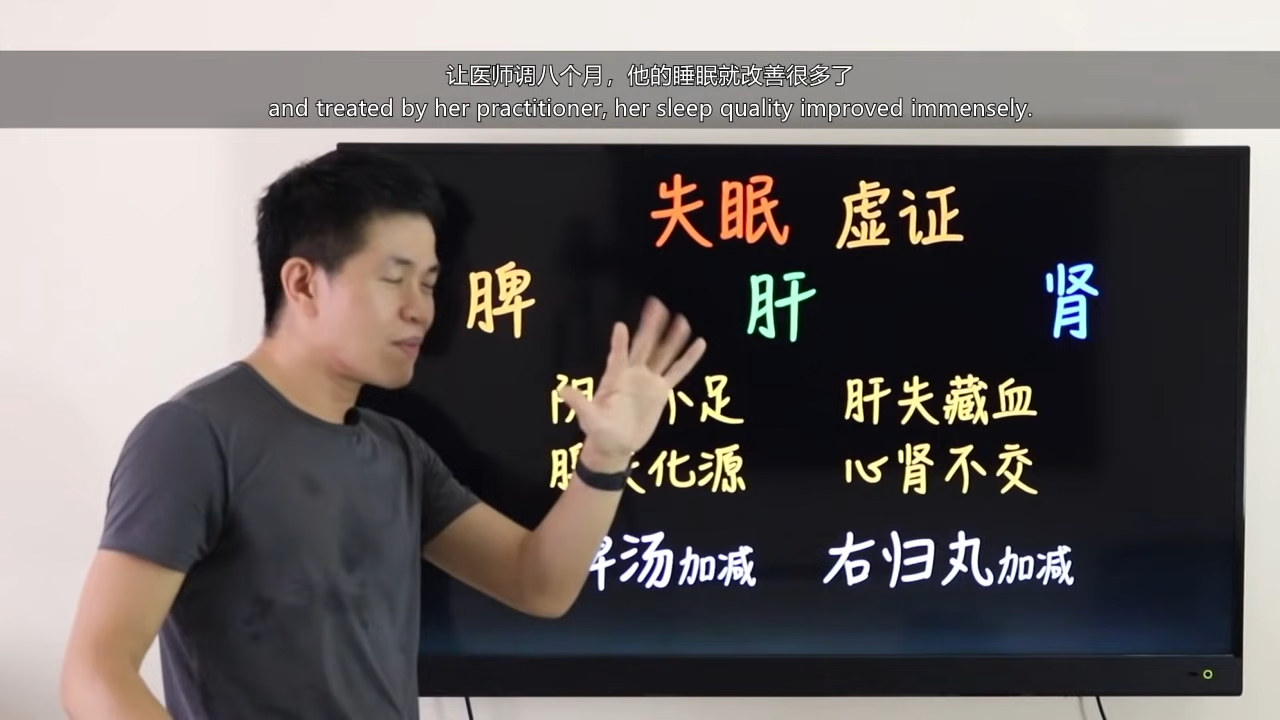 让医师调八个月，他的睡眠就改善很多了
and treated by her practitioner, her sleep quality improved immensely.
失眠 虚证
脾 肝 肾
不足 肝失藏血
化源 心肾不交
汤加减 右归丸加减